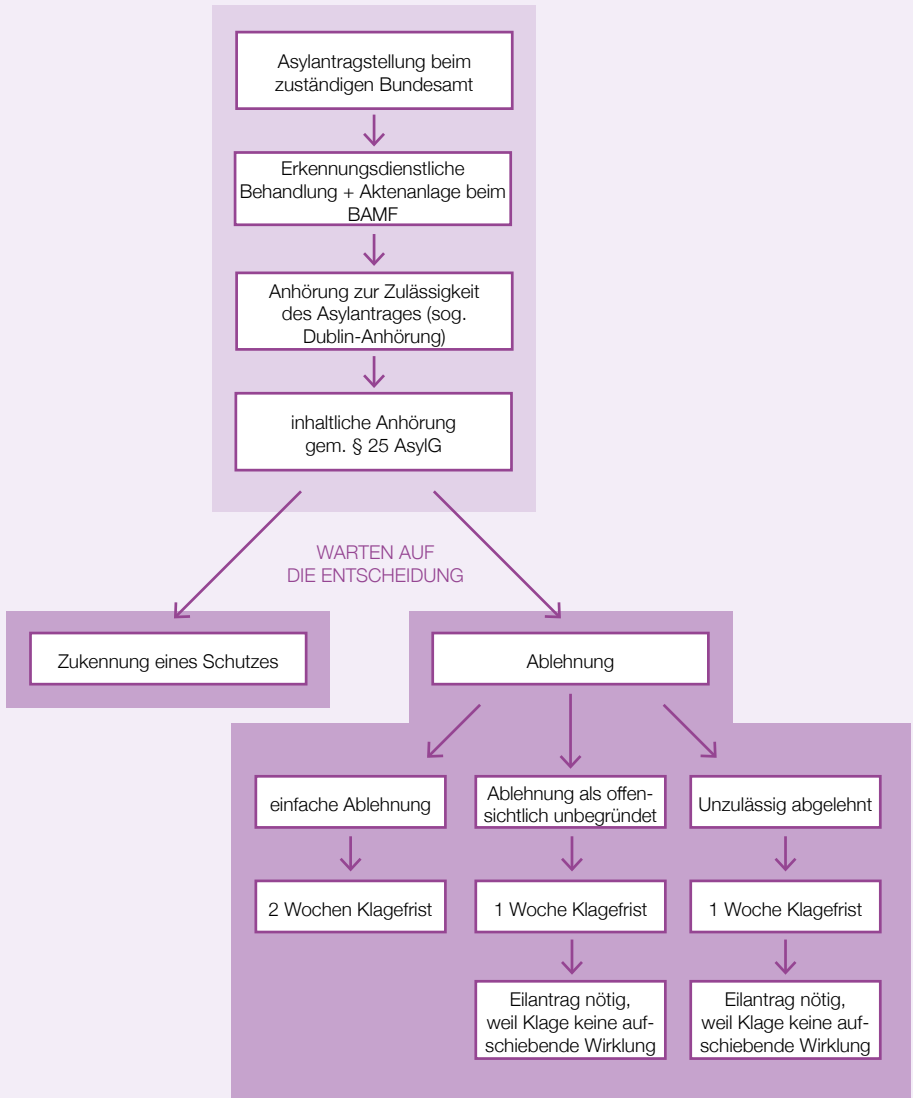 Asylantragstellung beim
zuständigen Bundesamt
Erkennungsdienstliche
Behandlung + Aktenanlage beim
BAMF
Anhörung zur Zulässigkeit
des Asylantrages (sog.
Dublin-Anhörung)
inhaltliche Anhörung
gem. § 25 AsylG
WARTEN AUF
DIE ENTSCHEIDUNG
Zukennung eines Schutzes
Ablehnung
einfache Ablehnung
2 Wochen Klagefrist
Ablehnung als offen-
sichtlich unbegründet
1 Woche Klagefrist
Eilantrag nötig,
weil Klage keine auf-
schiebende Wirklung
Unzulässig abgelehnt
1 Woche Klagefrist
Eilantrag nötig,
weil Klage keine auf-
schiebende Wirklung